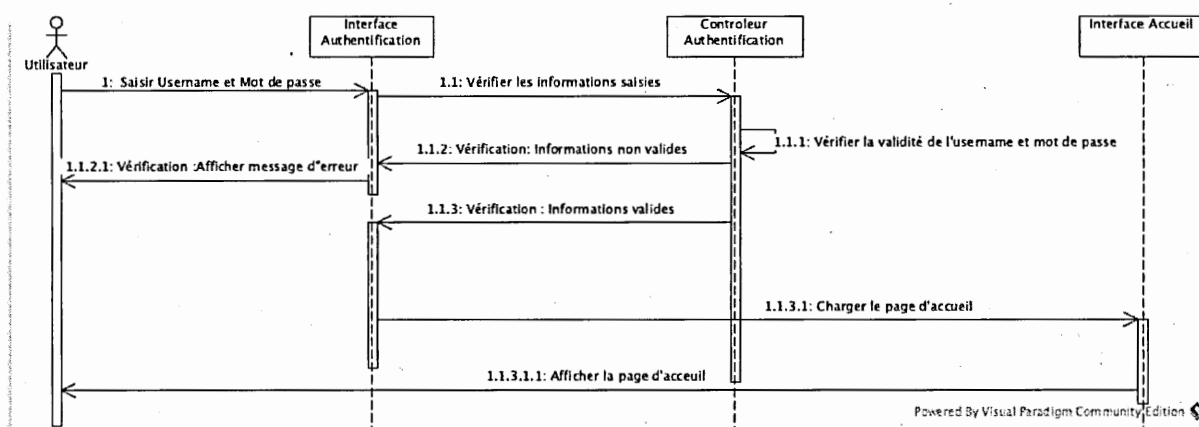 Interface
Authentification
Controleur
Authentification
Interface Accueil
Utilisateur
1: Saisir Username et Mot de passe
1.1: Vérifier les informations saisies
1.1.1: Vérifier la validité de l'username et mot de passe
1.1.2: Vérification: Informations non valides
1.1.2.1: Vérification :Afficher message d"erreur
1.1.3: Vérification : Informations valides
1.1.3.1: Charger le page d'accueil
1.1.3.1.1: Afficher la page d'acceuil
Powered By Visual Paradigm Community Edition